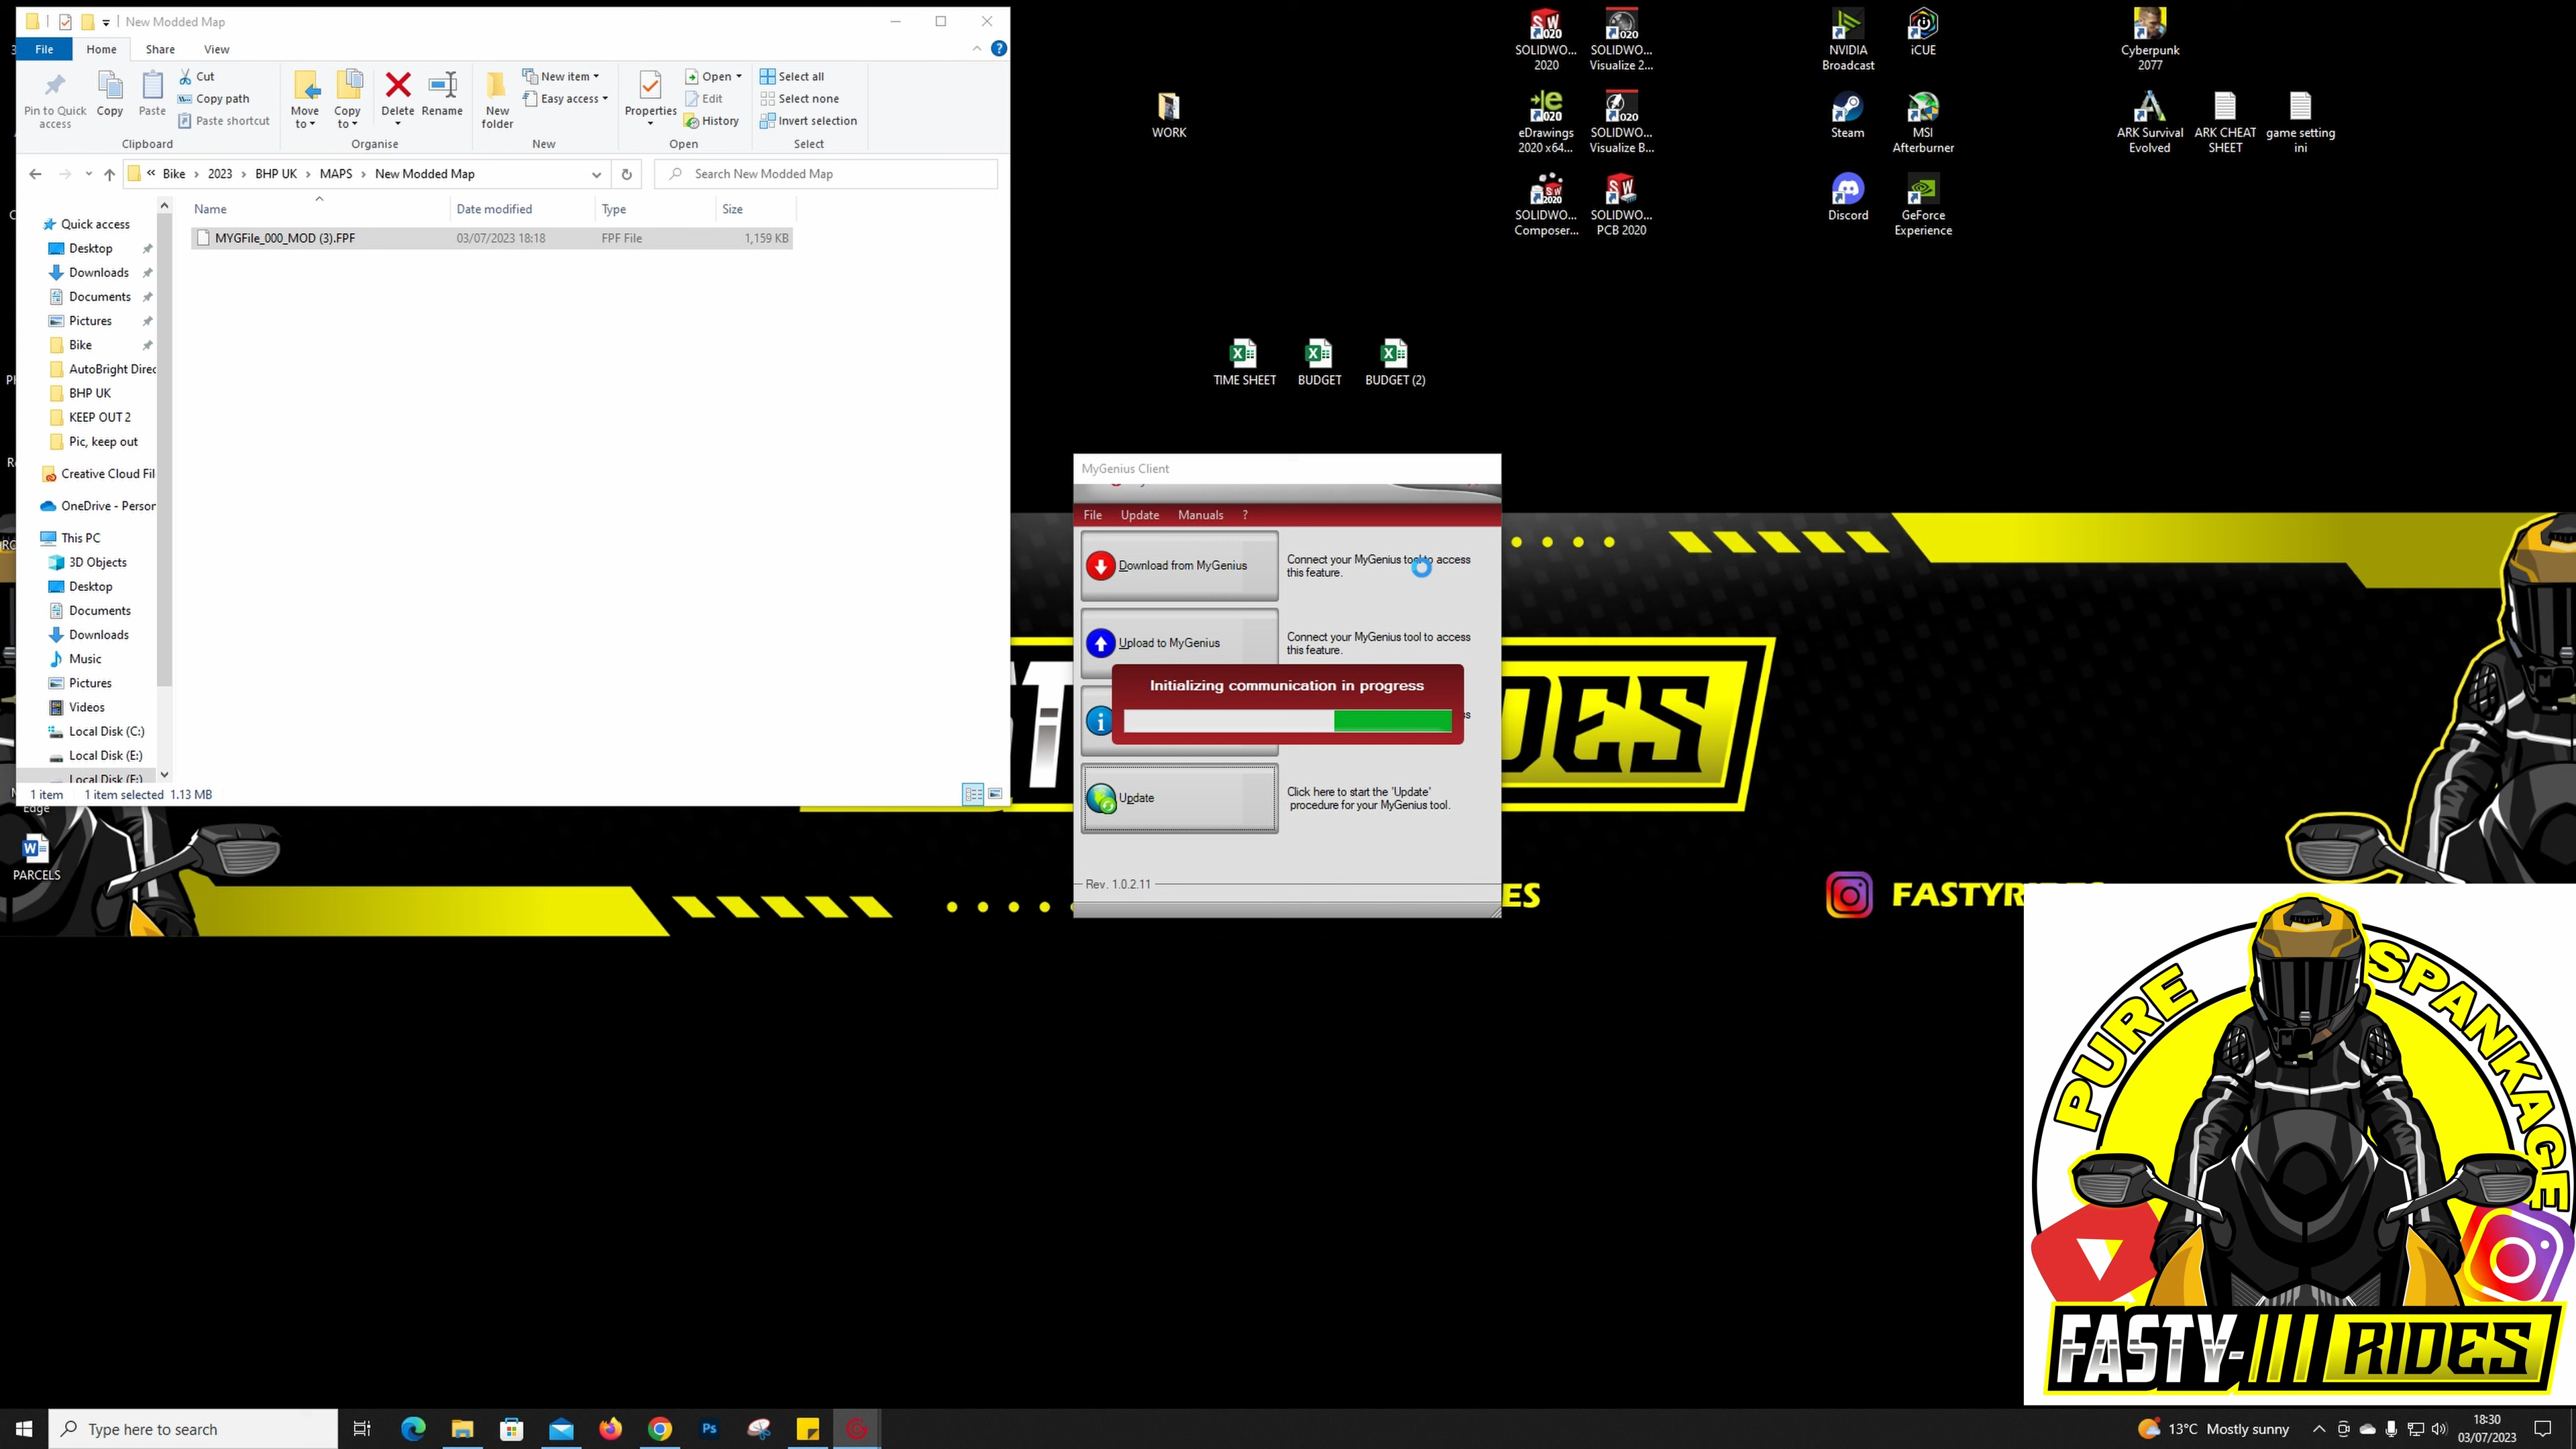 New Modded Map
File Home Share View
Pin to Quick access
Copy
Paste
Cut
Copy path
Paste shortcut
Clipboard
Move to
Copy to
Delete
Rename
Organise
New folder
New item
Easy access
New
Properties
Open
Edit
History
Open
Select all
Select none
Invert selection
Select
« Bike › 2023 › BHP UK › MAPS › New Modded Map
Search New Modded Map
Name Date modified Type Size
MYGFile_000_MOD (3).FPF 03/07/2023 18:18 FPF File 1,159 KB
Quick access
Desktop
Downloads
Documents
Pictures
Bike
AutoBright Direc
BHP UK
KEEP OUT 2
Pic, keep out
Creative Cloud Fil
OneDrive - Person
This PC
3D Objects
Desktop
Documents
Downloads
Music
Pictures
Videos
Local Disk (C:)
Local Disk (E:)
Local Disk (F:)
1 item 1 item selected 1.13 MB
Edge
PARCELS
WORK
TIME SHEET
BUDGET
BUDGET (2)
SOLIDWO... 2020
SOLIDWO... Visualize 2...
eDrawings 2020 x64...
SOLIDWO... Visualize B...
SOLIDWO... Composer...
SOLIDWO... PCB 2020
NVIDIA Broadcast
iCUE
Steam
MSI Afterburner
Discord
GeForce Experience
Cyberpunk 2077
ARK Survival Evolved
ARK CHEAT SHEET
game setting ini
MyGenius Client
File Update Manuals ?
Download from MyGenius
Connect your MyGenius tool to access
this feature.
Upload to MyGenius
Connect your MyGenius tool to access
this feature.
Initializing communication in progress
Update
Click here to start the 'Update'
procedure for your MyGenius tool.
Rev. 1.0.2.11
DES
ES
FASTYR
PURE SPANKAGE
FASTY-/// RIDES
Type here to search
Ps
13°C Mostly sunny
18:30
03/07/2023